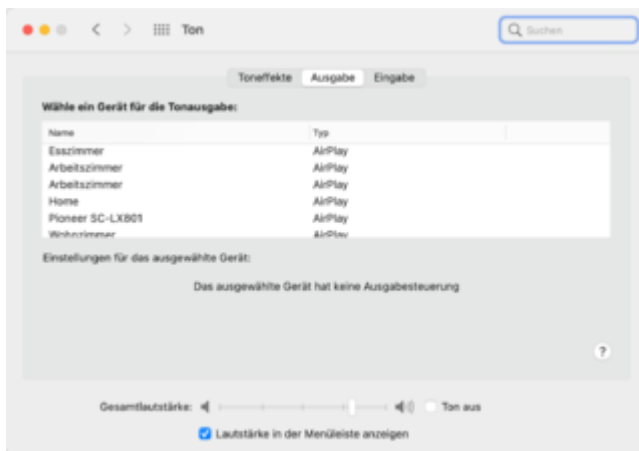 Ton
Suchen
Toneffekte Ausgabe Eingabe
Wähle ein Gerät für die Tonausgabe:
Name Typ
Esszimmer AirPlay
Arbeitszimmer AirPlay
Arbeitszimmer AirPlay
Home AirPlay
Pioneer SC-LX801 AirPlay
Wohnzimmer AirPlay
Einstellungen für das ausgewählte Gerät:
Das ausgewählte Gerät hat keine Ausgabesteuerung
?
Gesamtlautstärke: Ton aus
Lautstärke in der Menüleiste anzeigen